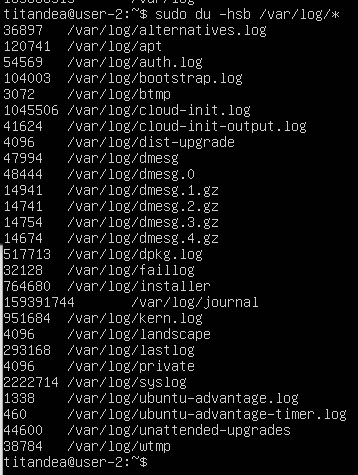 titandea@user-2:~$ sudo du -hsb /var/log/*
36897 /var/log/alternatives.log
120741 /var/log/apt
54569 /var/log/auth.log
104003 /var/log/bootstrap.log
3072 /var/log/btmp
1045506 /var/log/cloud-init.log
41624 /var/log/cloud-init-output.log
4096 /var/log/dist-upgrade
47994 /var/log/dmesg
48444 /var/log/dmesg.0
14941 /var/log/dmesg.1.gz
14741 /var/log/dmesg.2.gz
14754 /var/log/dmesg.3.gz
14674 /var/log/dmesg.4.gz
517713 /var/log/dpkg.log
32128 /var/log/faillog
764680 /var/log/installer
159391744 /var/log/journal
951684 /var/log/kern.log
4096 /var/log/landscape
293168 /var/log/lastlog
4096 /var/log/private
2222714 /var/log/syslog
1338 /var/log/ubuntu-advantage.log
460 /var/log/ubuntu-advantage-timer.log
44600 /var/log/unattended-upgrades
38784 /var/log/wtmp
titandea@user-2:~$